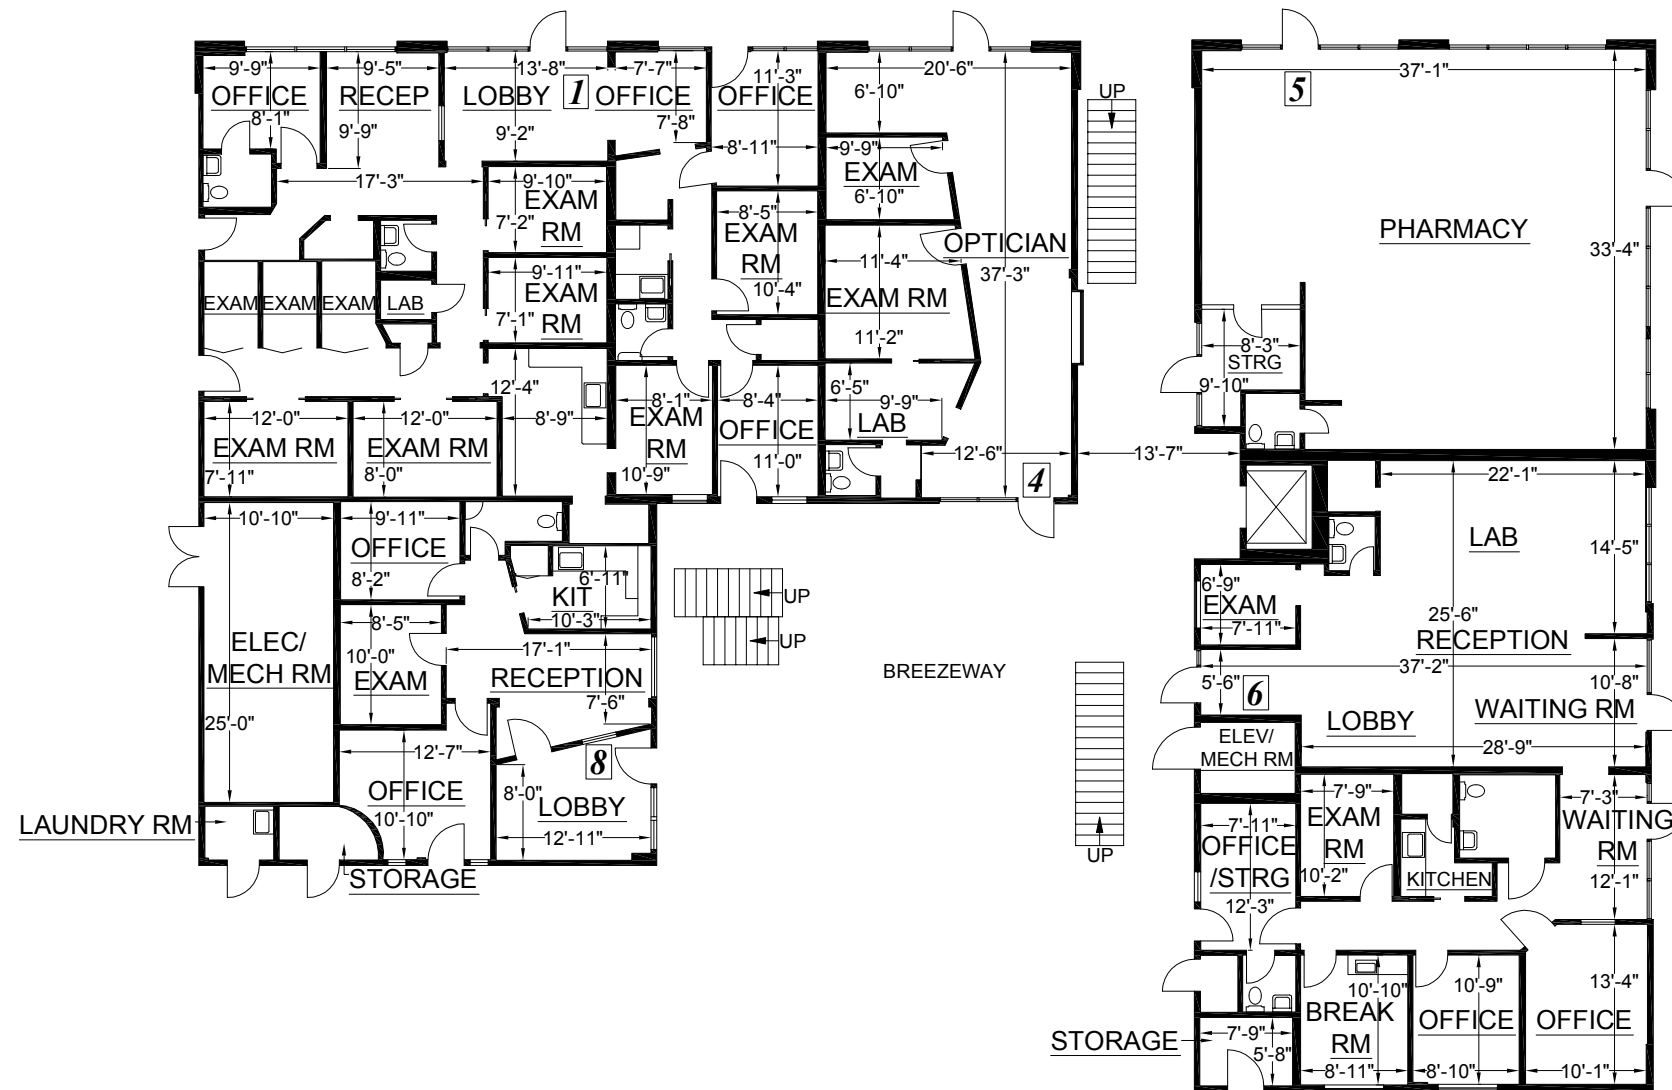 9'-9"
9'-5"
13'-8"
1
7'-7"
11'-3"
OFFICE
RECEP
LOBBY
OFFICE
OFFICE
8'-1"
9'-9"
9'-2"
7'-8"
8'-11"
17'-3"
9'-10"
EXAM
RM
7'-2"
8'-5"
EXAM
RM
10'-4"
9'-11"
EXAM
RM
7'-1"
EXAM
EXAM
EXAM
LAB
12'-4"
8'-9"
12'-0"
EXAM RM
7'-11"
12'-0"
EXAM RM
8'-0"
8'-1"
EXAM
RM
10'-9"
8'-4"
OFFICE
11'-0"
20'-6"
6'-10"
9'-9"
EXAM
6'-10"
OPTICIAN
37'-3"
11'-4"
EXAM RM
11'-2"
6'-5"
9'-9"
LAB
12'-6"
4
13'-7"
UP
5
37'-1"
PHARMACY
33'-4"
8'-3"
STRG
9'-10"
22'-1"
LAB
14'-5"
6'-9"
EXAM
7'-11"
25'-6"
RECEPTION
37'-2"
5'-6"
6
10'-8"
LOBBY
WAITING RM
28'-9"
ELEV/
MECH RM
7'-11"
OFFICE
/STRG
12'-3"
7'-9"
EXAM
RM
10'-2"
KITCHEN
7'-3"
WAITING
RM
12'-1"
10'-10"
BREAK
RM
8'-11"
10'-9"
OFFICE
8'-10"
13'-4"
OFFICE
10'-1"
STORAGE
7'-9"
5'-8"
10'-10"
ELEC/
MECH RM
25'-0"
9'-11"
OFFICE
8'-2"
6'-11"
KIT
10'-3"
8'-5"
10'-0"
EXAM
17'-1"
RECEPTION
7'-6"
12'-7"
OFFICE
10'-10"
8
8'-0"
LOBBY
12'-11"
LAUNDRY RM
STORAGE
UP
UP
BREEZEWAY
UP